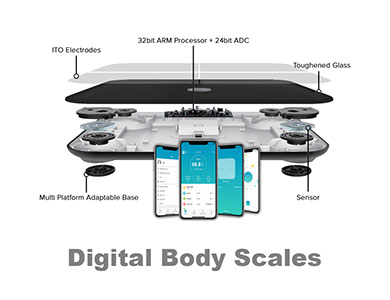 32bit ARM Processor + 24bit ADC
ITO Electrodes
Toughened Glass
Multi Platform Adaptable Base
Sensor
Digital Body Scales